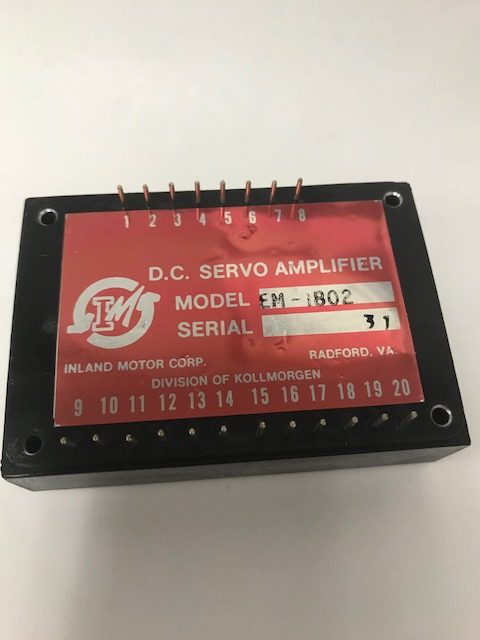 1 2 3 4 5 6 7 8
D.C. SERVO AMPLIFIER
IM
MODEL EM-1802
SERIAL 31
INLAND MOTOR CORP. RADFORD, VA.
DIVISION OF KOLLMORGEN
9 10 11 12 13 14 15 16 17 18 19 20